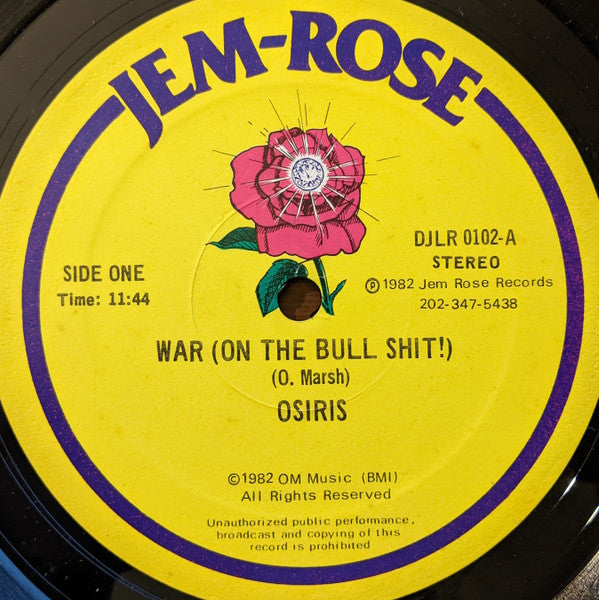 JEM-ROSE
SIDE ONE
Time: 11:44
DJLR 0102-A
STEREO
Ⓟ1982 Jem Rose Records
202-347-5438
WAR (ON THE BULL SHIT!)
(O. Marsh)
OSIRIS
©1982 OM Music (BMI)
All Rights Reserved
Unauthorized public performance,
broadcast and copying of this
record is prohibited